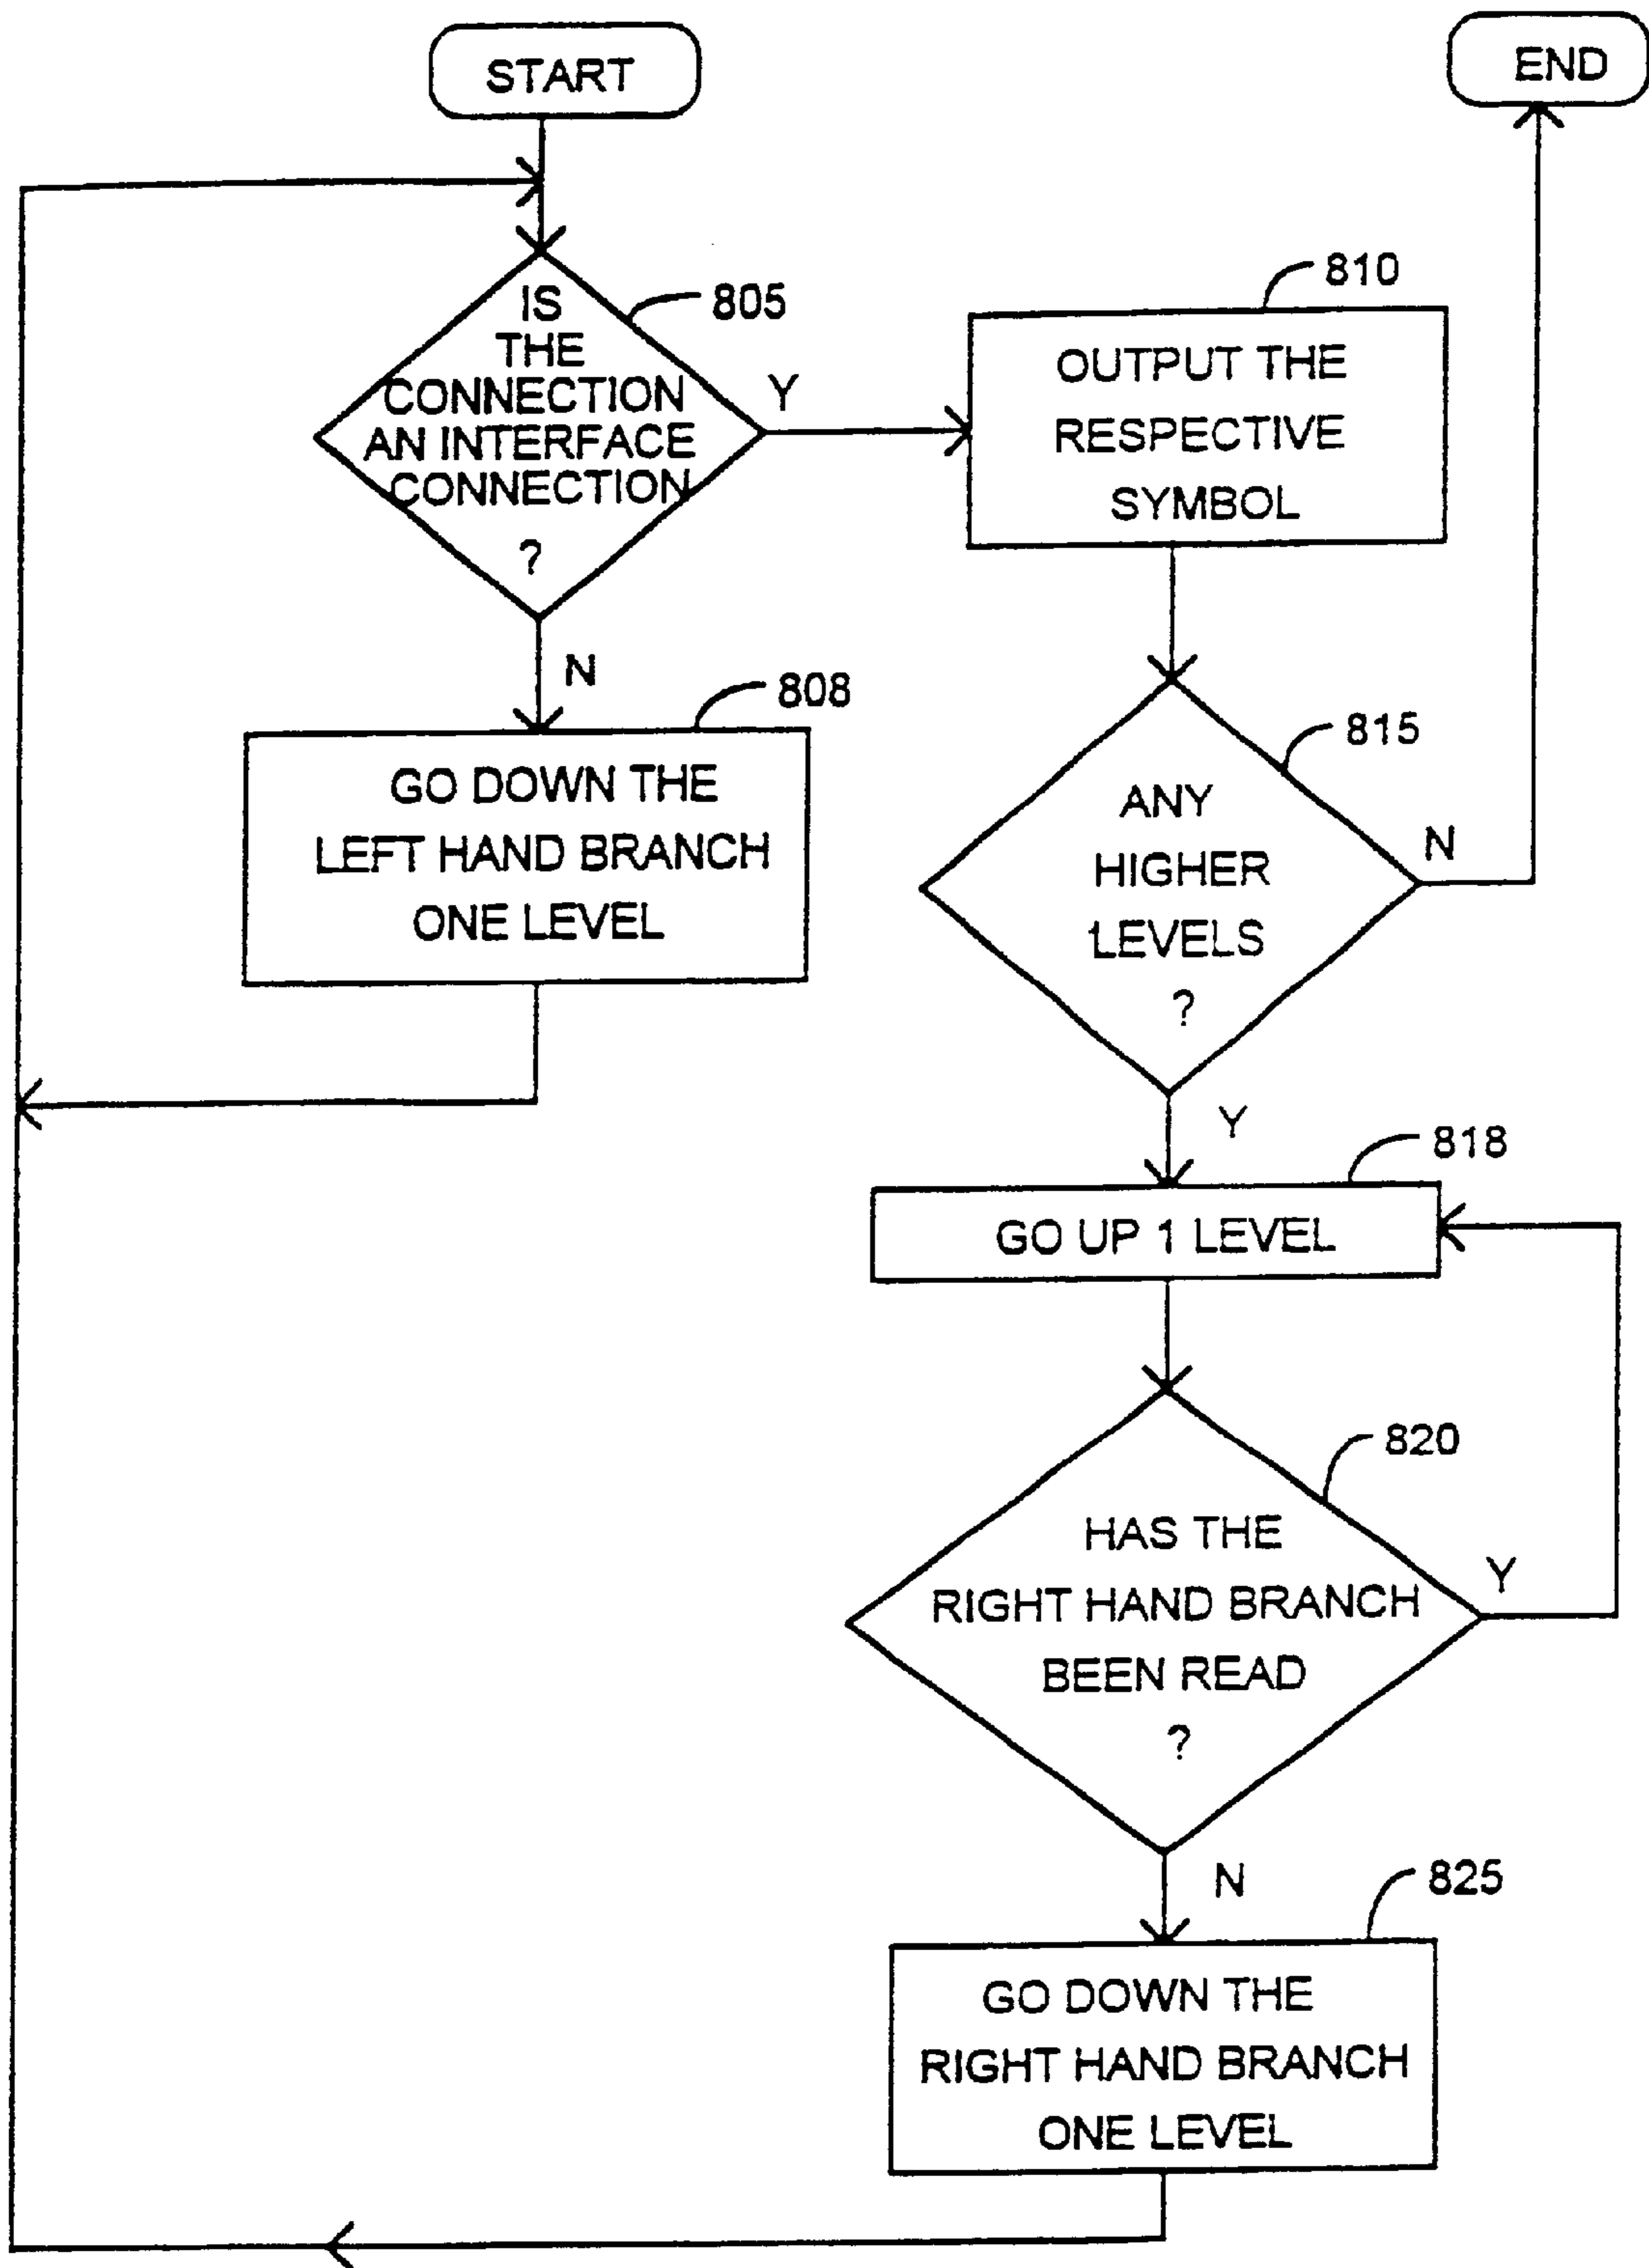 START
END
IS
THE
CONNECTION
AN INTERFACE
CONNECTION
?
805
Y
N
810
OUTPUT THE
RESPECTIVE
SYMBOL
808
GO DOWN THE
LEFT HAND BRANCH
ONE LEVEL
815
ANY
HIGHER
LEVELS
?
N
Y
818
GO UP 1 LEVEL
820
HAS THE
RIGHT HAND BRANCH
BEEN READ
?
Y
N
825
GO DOWN THE
RIGHT HAND BRANCH
ONE LEVEL